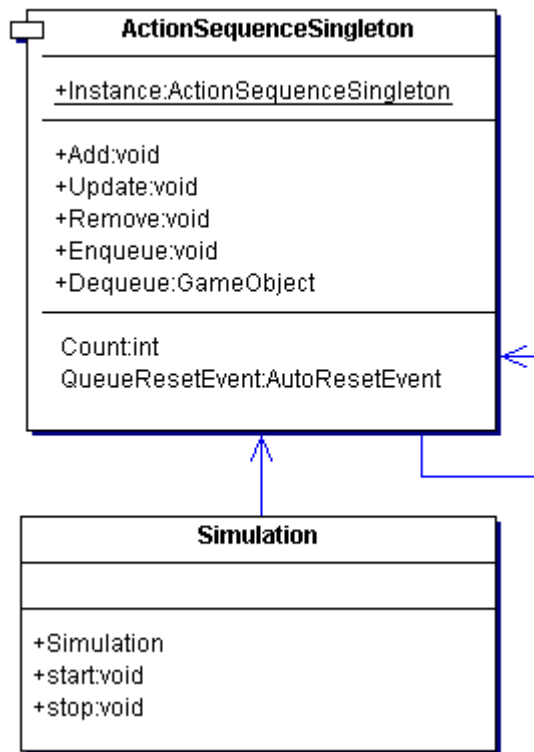 ActionSequenceSingleton
+Instance:ActionSequenceSingleton
+Add:void
+Update:void
+Remove:void
+Enqueue:void
+Dequeue:GameObject
Count:int
QueueResetEvent:AutoResetEvent
Simulation
+Simulation
+start:void
+stop:void